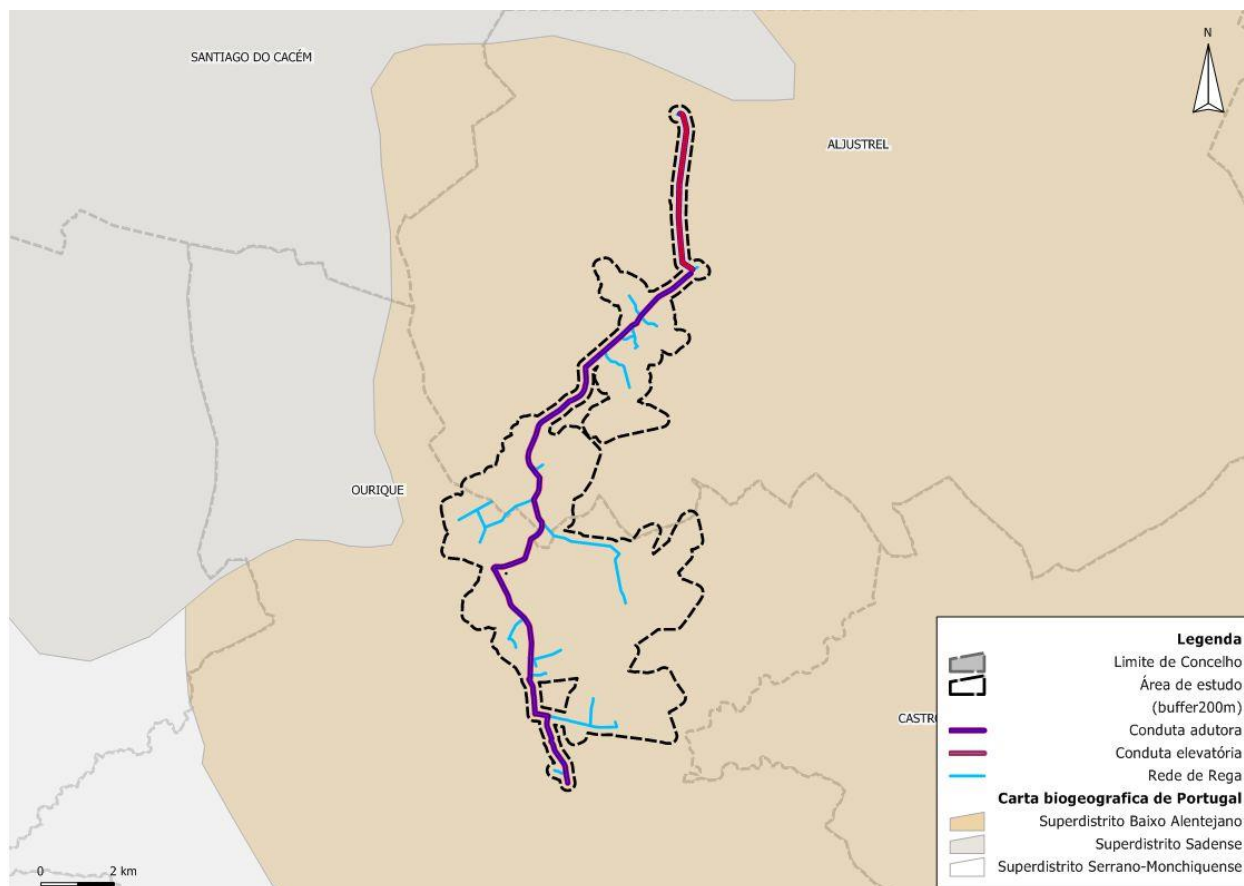 SANTIAGO DO CACÉM
N
ALJUSTREL
OURIQUE
CASTR
Legenda
Limite de Concelho
Área de estudo
(buffer200m)
Conduta adutora
Conduta elevatória
Rede de Rega
Carta biogeografica de Portugal
Superdistrito Baixo Alentejano
Superdistrito Sadense
Superdistrito Serrano-Monchiquense
0 2 km